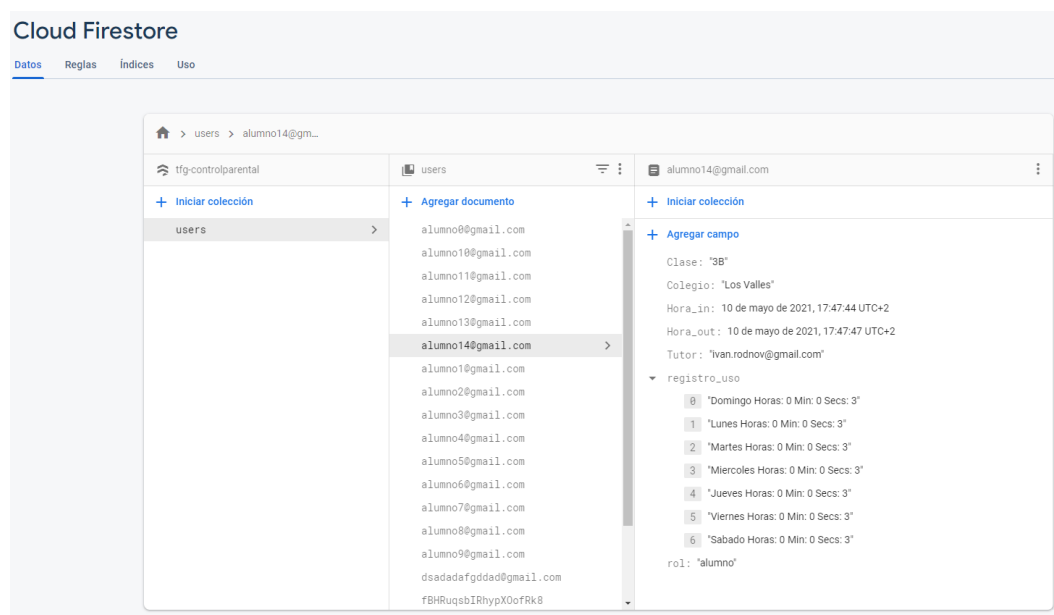 Cloud Firestore
Datos Reglas Índices Uso
users alumno14@gm...
tfg-controlparental
Iniciar colección
users
users
Agregar documento
alumno0@gmail.com
alumno10@gmail.com
alumno11@gmail.com
alumno12@gmail.com
alumno13@gmail.com
alumno14@gmail.com
alumno1@gmail.com
alumno2@gmail.com
alumno3@gmail.com
alumno4@gmail.com
alumno5@gmail.com
alumno6@gmail.com
alumno7@gmail.com
alumno8@gmail.com
alumno9@gmail.com
dsadadafgddad@gmail.com
fBHRuqsbIRhypXOofRk8
alumno14@gmail.com
Iniciar colección
Agregar campo
Clase: "3B"
Colegio: "Los Valles"
Hora_in: 10 de mayo de 2021, 17:47:44 UTC+2
Hora_out: 10 de mayo de 2021, 17:47:47 UTC+2
Tutor: "ivan.rodnov@gmail.com"
registro_uso
0 "Domingo Horas: 0 Min: 0 Secs: 3"
1 "Lunes Horas: 0 Min: 0 Secs: 3"
2 "Martes Horas: 0 Min: 0 Secs: 3"
3 "Miercoles Horas: 0 Min: 0 Secs: 3"
4 "Jueves Horas: 0 Min: 0 Secs: 3"
5 "Viernes Horas: 0 Min: 0 Secs: 3"
6 "Sabado Horas: 0 Min: 0 Secs: 3"
rol: "alumno"